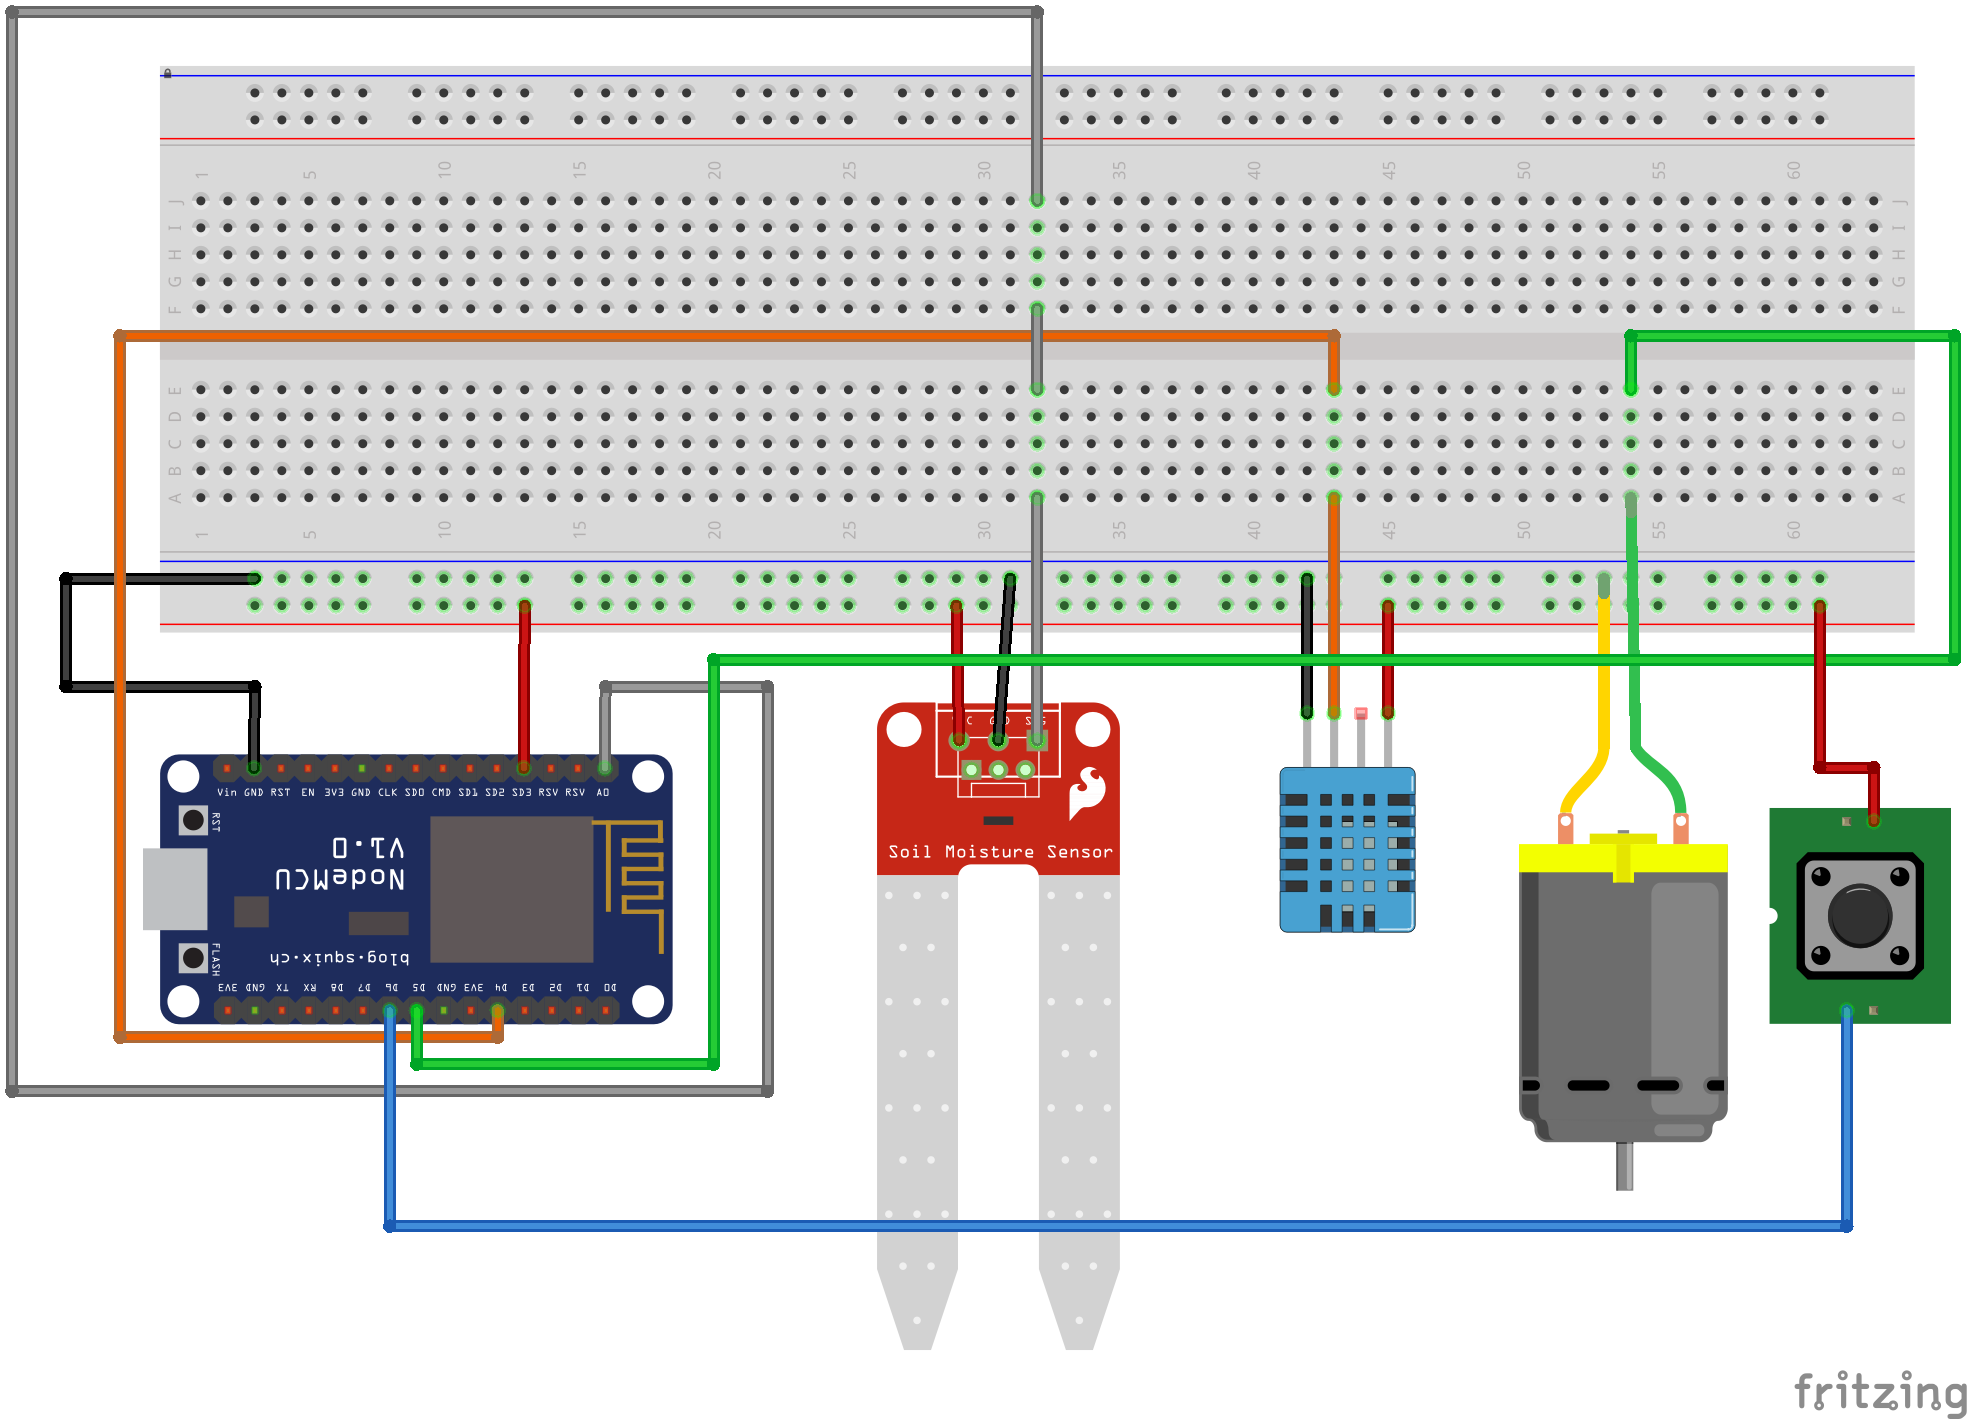 1 5 10 15 20 25 30 35 40 45 50 55 60
J J
I I
H H
G G
F F
E E
D D
C C
B B
A A
1 5 10 15 20 25 30 35 40 45 50 55 60
Vin GND RST EN 3V3 GND CLK SD0 CMD SD1 SD2 SD3 RSV RSV A0
RST
V1.0
NodeMCU
FLASH
blog.squix.ch
3V3 GND TX RX D8 D7 D6 D5 GND 3V3 D4 D3 D2 D1 D0
Soil Moisture Sensor
fritzing